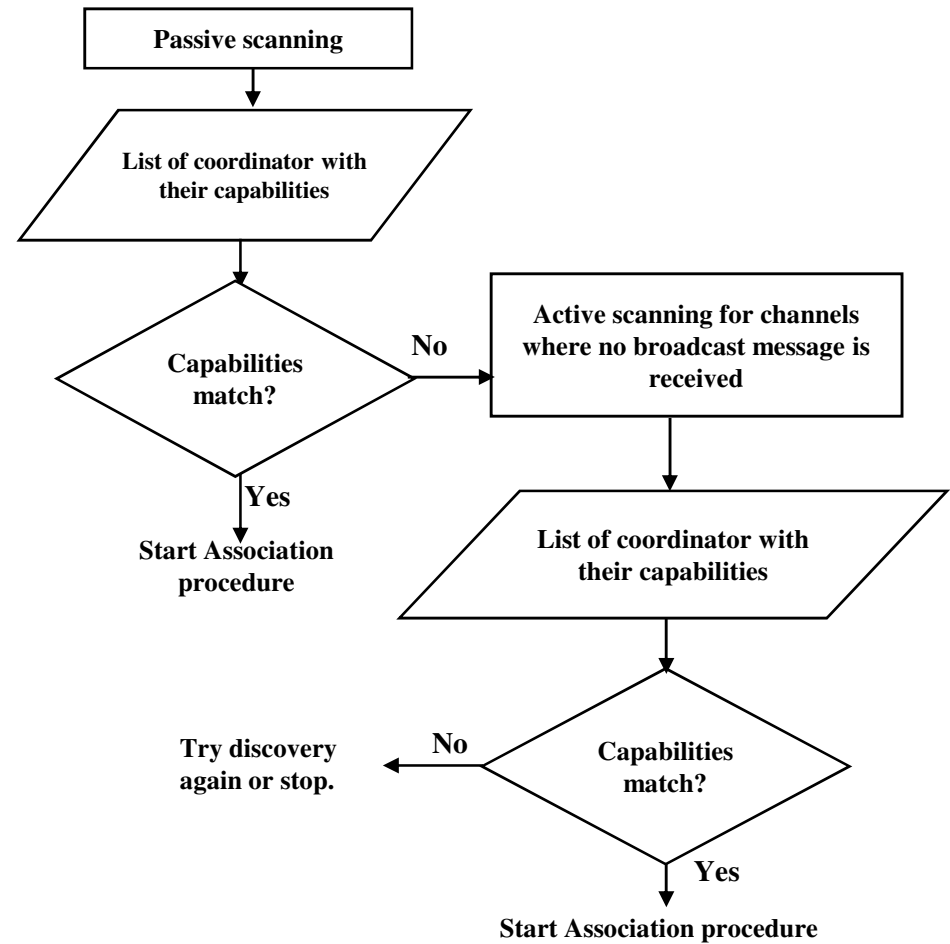 Passive scanning
List of coordinator with
their capabilities
Capabilities
match?
No
Yes
Start Association
procedure
Active scanning for channels
where no broadcast message is
received
List of coordinator with
their capabilities
Capabilities
match?
No
Try discovery
again or stop.
Yes
Start Association procedure